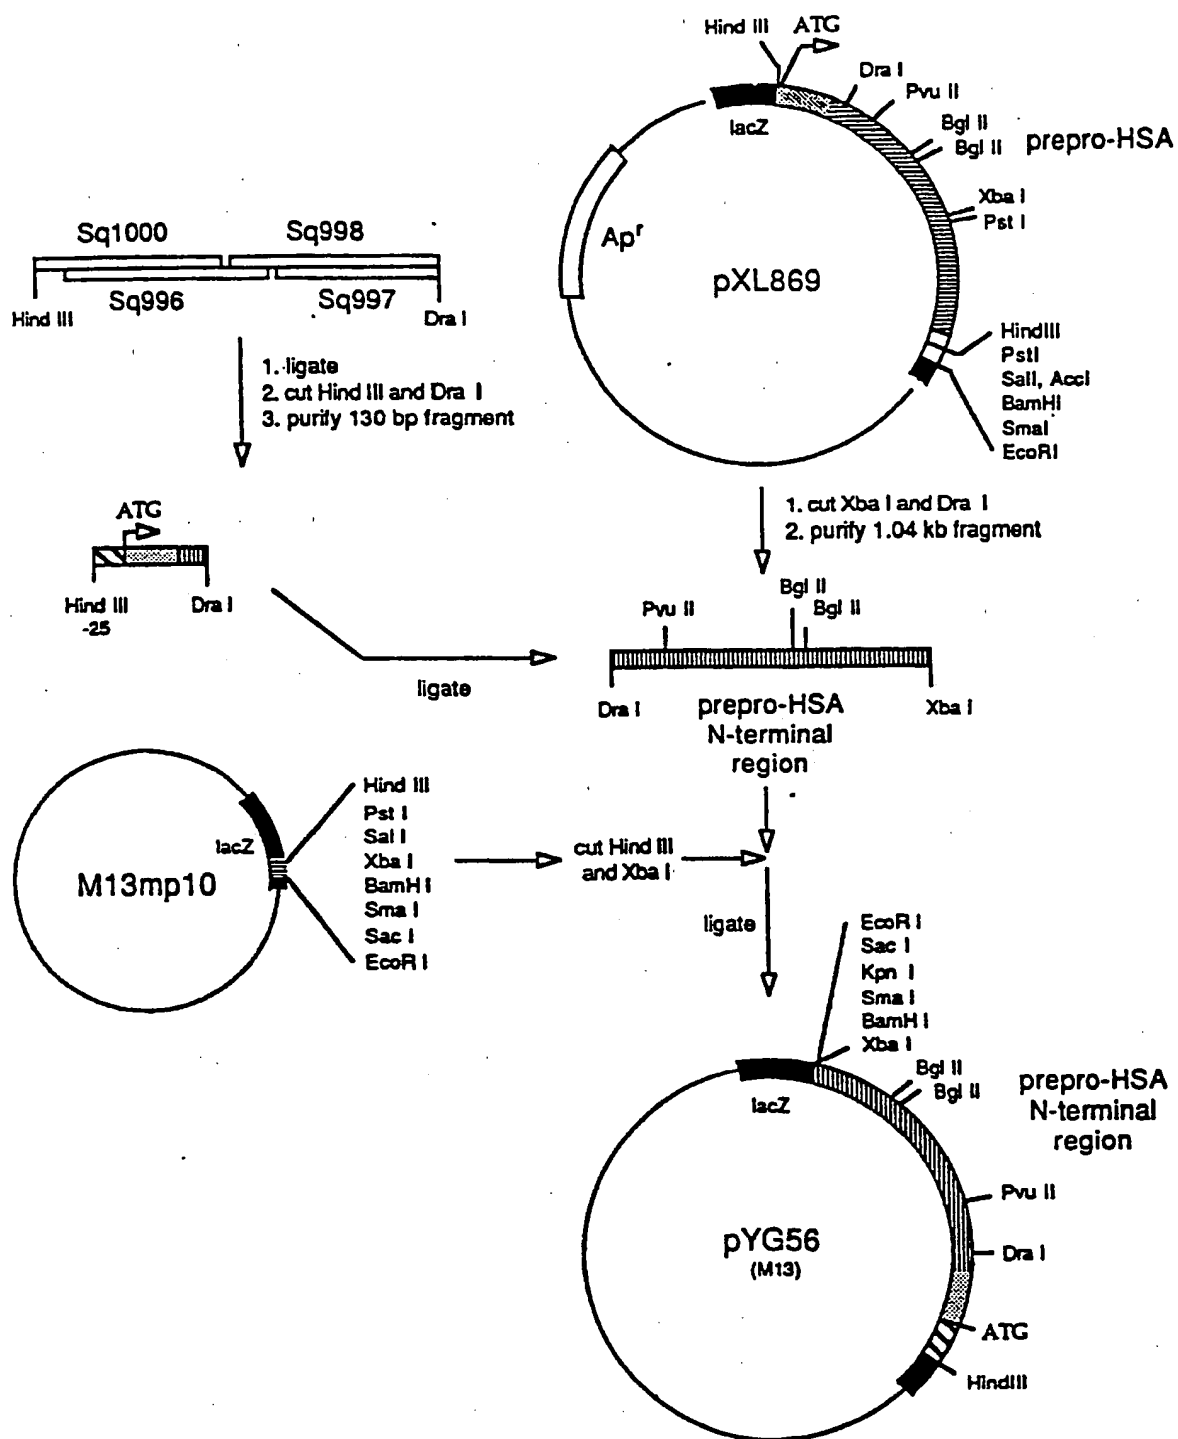 Hind III
ATG
Dra I
Pvu II
Bgl II
Bgl II
prepro-HSA
lacZ
Xba I
Pst I
Apr
pXL869
HindIII
PstI
SalI, AccI
BamHI
SmaI
EcoRI
Sq1000
Sq998
Sq996
Sq997
Hind III
Dra I
1. ligate
2. cut Hind III and Dra I
3. purify 130 bp fragment
1. cut Xba I and Dra I
2. purify 1.04 kb fragment
ATG
Hind III
-25
Dra I
ligate
Pvu II
Bgl II
Bgl II
Dra I
Xba I
prepro-HSA
N-terminal
region
M13mp10
lacZ
Hind III
Pst I
Sal I
Xba I
BamH I
Sma I
Sac I
EcoR I
cut Hind III
and Xba I
ligate
EcoR I
Sac I
Kpn I
Sma I
BamH I
Xba I
Bgl II
Bgl II
lacZ
prepro-HSA
N-terminal
region
Pvu II
Dra I
pYG56
(M13)
ATG
HindIII